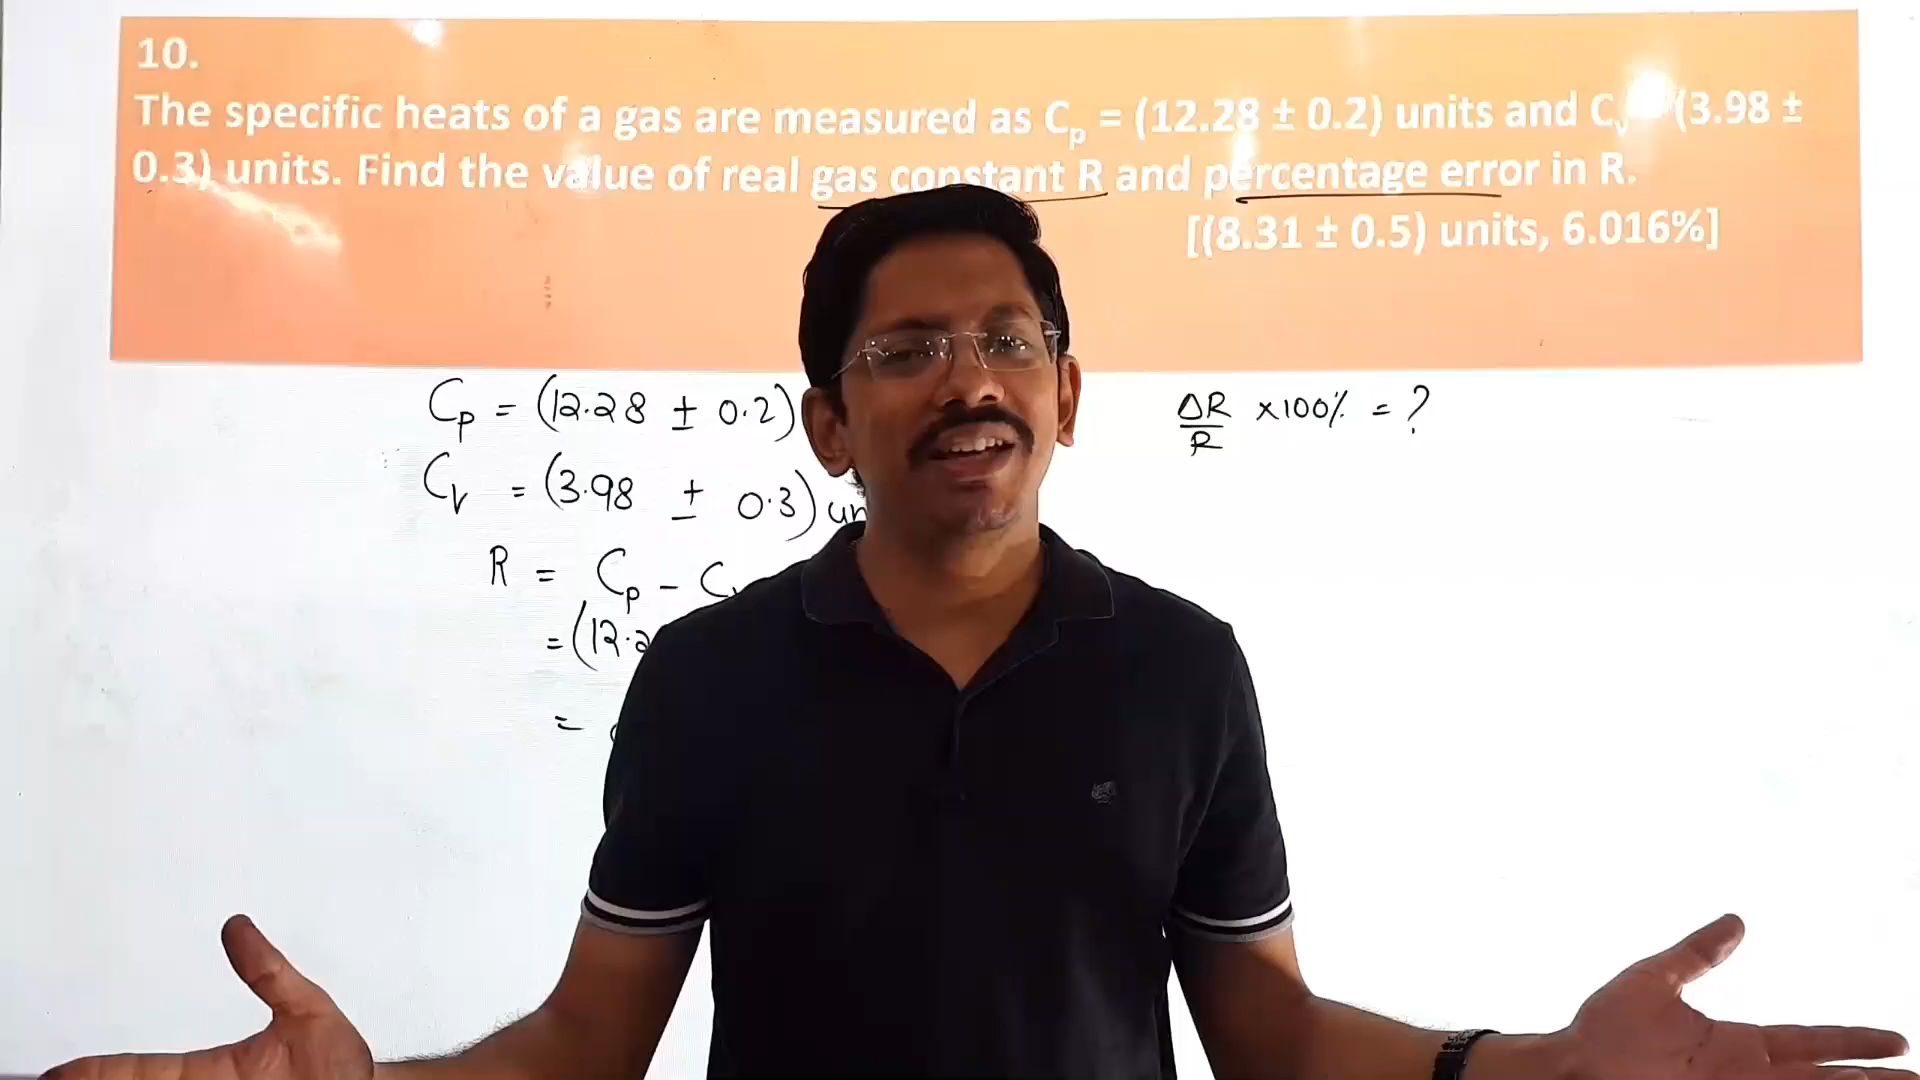 10.
The specific heats of a gas are measured as Cp = (12.28 ± 0.2) units and Cv (3.98 ±
0.3) units. Find the value of real gas constant R and percentage error in R.
[(8.31 ± 0.5) units, 6.016%]
Cp = (12.28 ± 0.2)
ΔR/R ×100% = ?
Cv = (3.98 ± 0.3)
R = Cp - Cv
= (12.2
=